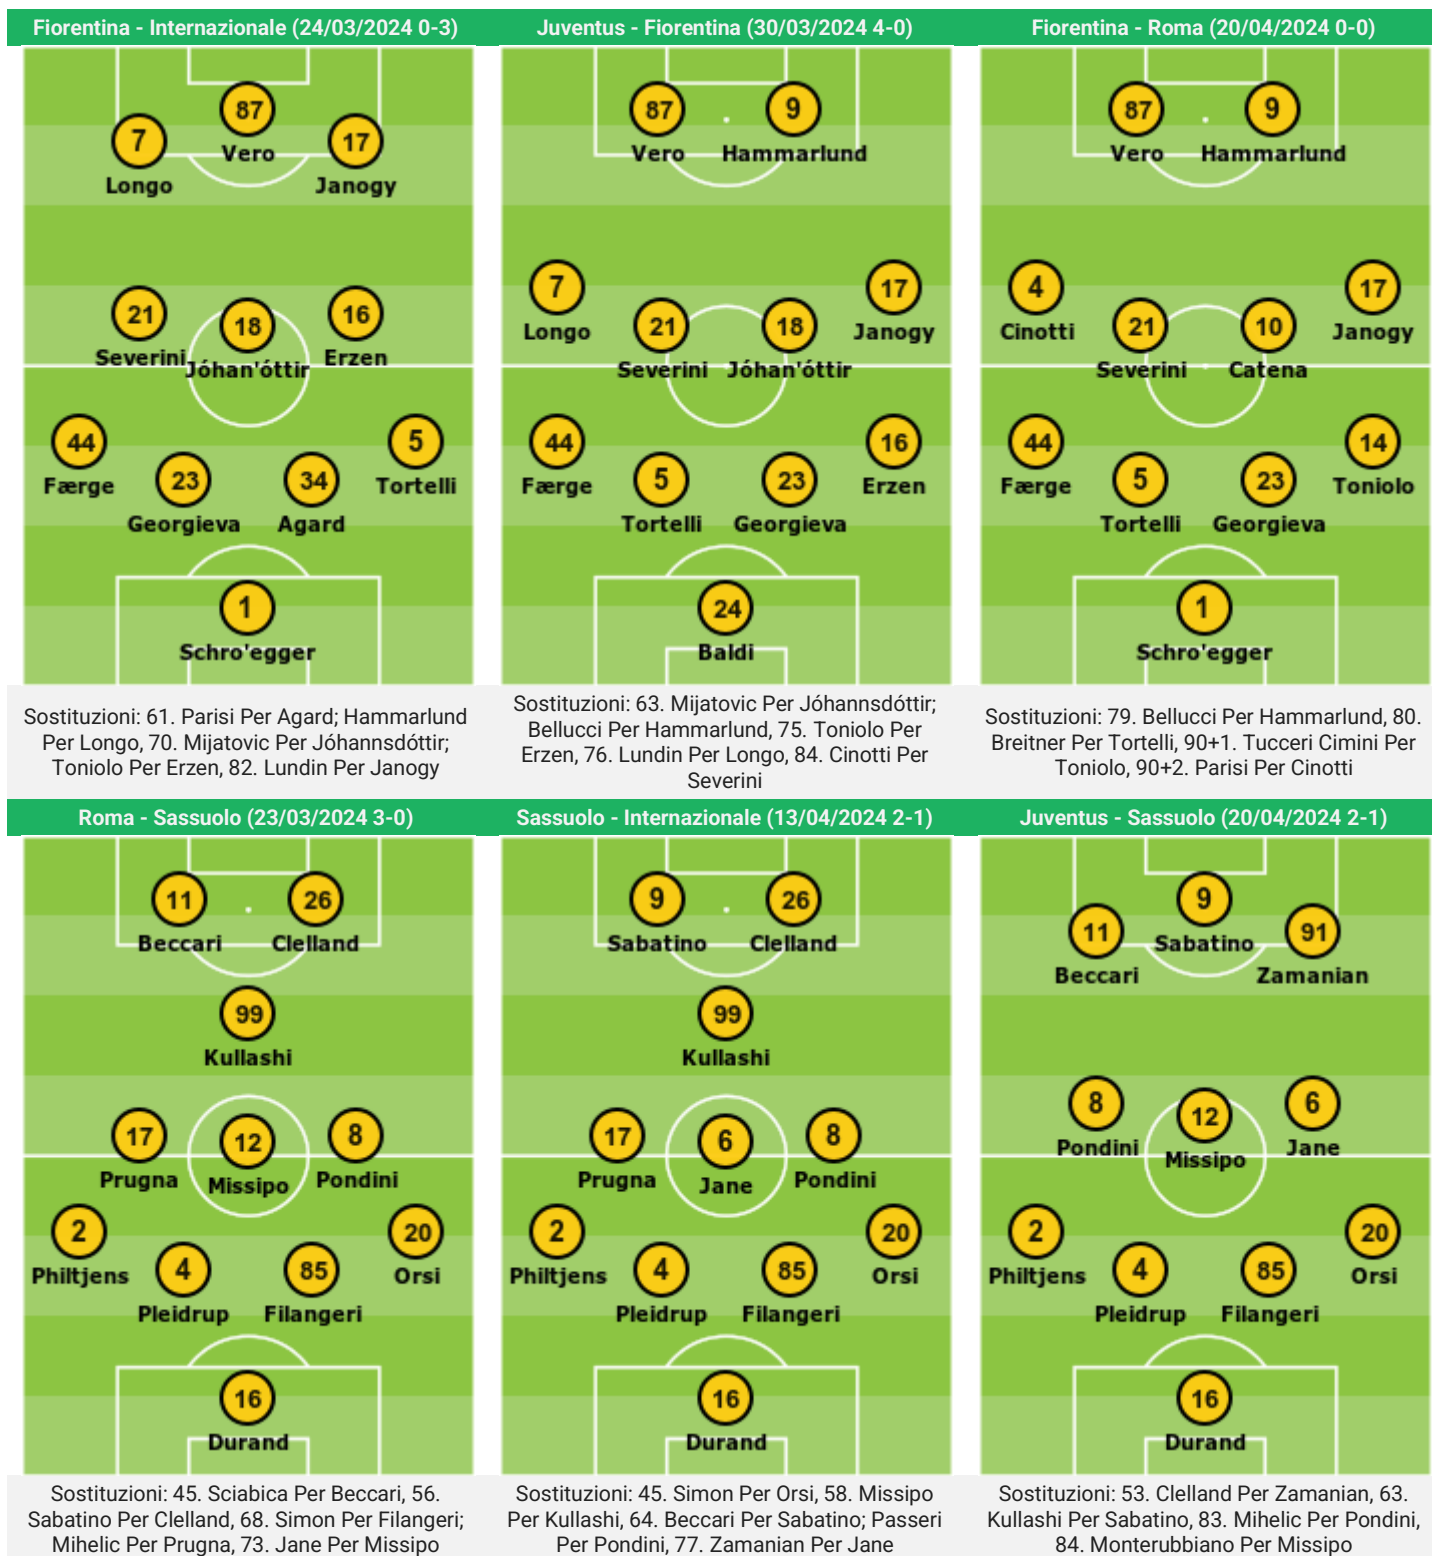 Fiorentina - Internazionale (24/03/2024 0-3)
87
Vero
7
Longo
17
Janogy
21
Severini
18
Jóhan'óttir
16
Erzen
44
Færge
5
Tortelli
23
Georgieva
34
Agard
1
Schro'egger
Sostituzioni: 61. Parisi Per Agard; Hammarlund
Per Longo, 70. Mijatovic Per Jóhannsdóttir;
Toniolo Per Erzen, 82. Lundin Per Janogy
Juventus - Fiorentina (30/03/2024 4-0)
87
Vero
9
Hammarlund
7
Longo
17
Janogy
21
Severini
18
Jóhan'óttir
44
Færge
16
Erzen
5
Tortelli
23
Georgieva
24
Baldi
Sostituzioni: 63. Mijatovic Per Jóhannsdóttir;
Bellucci Per Hammarlund, 75. Toniolo Per
Erzen, 76. Lundin Per Longo, 84. Cinotti Per
Severini
Fiorentina - Roma (20/04/2024 0-0)
87
Vero
9
Hammarlund
4
Cinotti
17
Janogy
21
Severini
10
Catena
44
Færge
14
Toniolo
5
Tortelli
23
Georgieva
1
Schro'egger
Sostituzioni: 79. Bellucci Per Hammarlund, 80.
Breitner Per Tortelli, 90+1. Tucceri Cimini Per
Toniolo, 90+2. Parisi Per Cinotti
Roma - Sassuolo (23/03/2024 3-0)
11
Beccari
26
Clelland
99
Kullashi
17
Prugna
12
Missipo
8
Pondini
2
Philtjens
20
Orsi
4
Pleidrup
85
Filangeri
16
Durand
Sostituzioni: 45. Sciabica Per Beccari, 56.
Sabatino Per Clelland, 68. Simon Per Filangeri;
Mihelic Per Prugna, 73. Jane Per Missipo
Sassuolo - Internazionale (13/04/2024 2-1)
9
Sabatino
26
Clelland
99
Kullashi
17
Prugna
6
Jane
8
Pondini
2
Philtjens
20
Orsi
4
Pleidrup
85
Filangeri
16
Durand
Sostituzioni: 45. Simon Per Orsi, 58. Missipo
Per Kullashi, 64. Beccari Per Sabatino; Passeri
Per Pondini, 77. Zamanian Per Jane
Juventus - Sassuolo (20/04/2024 2-1)
9
Sabatino
11
Beccari
91
Zamanian
8
Pondini
12
Missipo
6
Jane
2
Philtjens
20
Orsi
4
Pleidrup
85
Filangeri
16
Durand
Sostituzioni: 53. Clelland Per Zamanian, 63.
Kullashi Per Sabatino, 83. Mihelic Per Pondini,
84. Monterubbiano Per Missipo